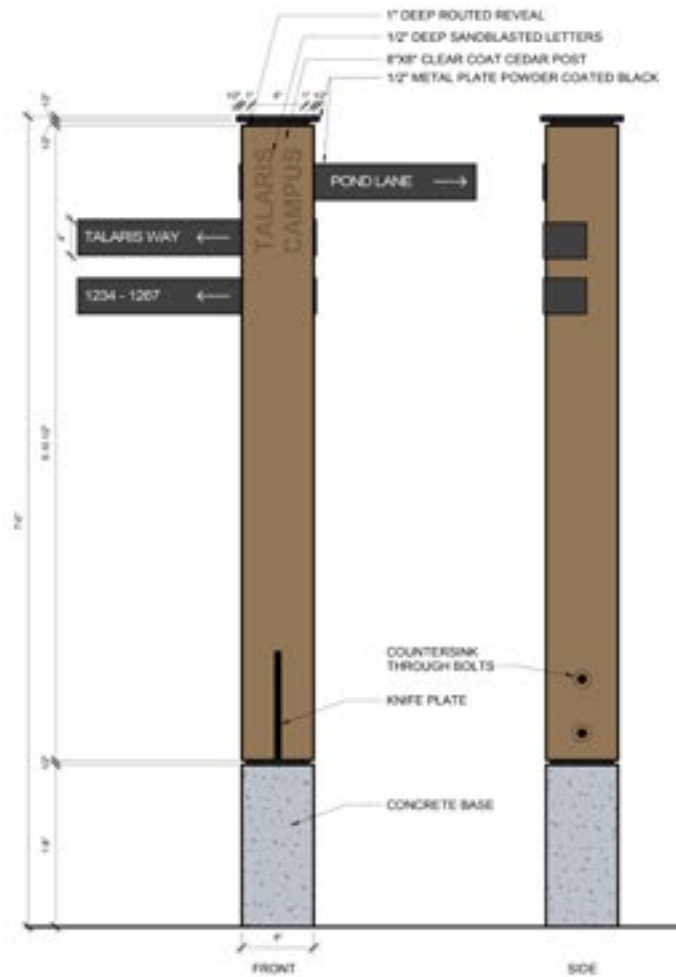 1" DEEP ROUTED REVEAL
1/2" DEEP SANDBLASTED LETTERS
8"X8" CLEAR COAT CEDAR POST
1/2" METAL PLATE POWDER COATED BLACK
TALARIS
CAMPUS
POND LANE →
TALARIS WAY ←
1234 - 1267 ←
COUNTERSINK
THROUGH BOLTS
KNIFE PLATE
CONCRETE BASE
FRONT
SIDE